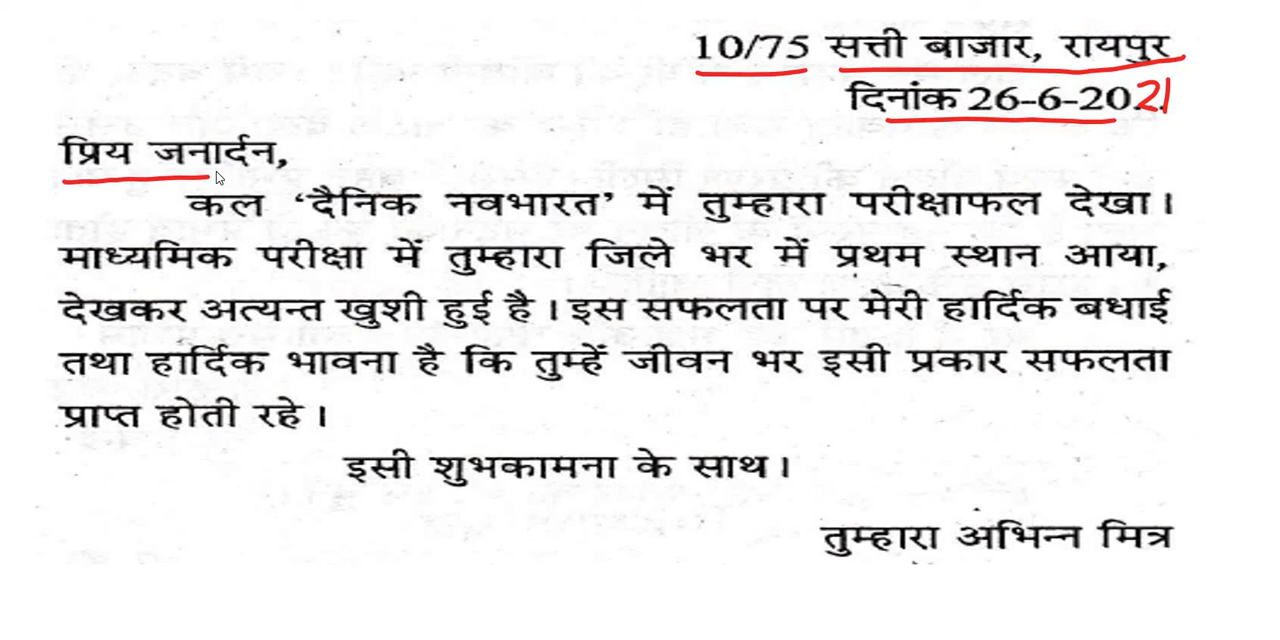 10/75 सत्ती बाजार, रायपुर
दिनांक 26-6-2021
प्रिय जनार्दन,
कल ‘दैनिक नवभारत’ में तुम्हारा परीक्षाफल देखा।
माध्यमिक परीक्षा में तुम्हारा जिले भर में प्रथम स्थान आया,
देखकर अत्यन्त खुशी हुई है। इस सफलता पर मेरी हार्दिक बधाई
तथा हार्दिक भावना है कि तुम्हें जीवन भर इसी प्रकार सफलता
प्राप्त होती रहे।
इसी शुभकामना के साथ।
तुम्हारा अभिन्न मित्र